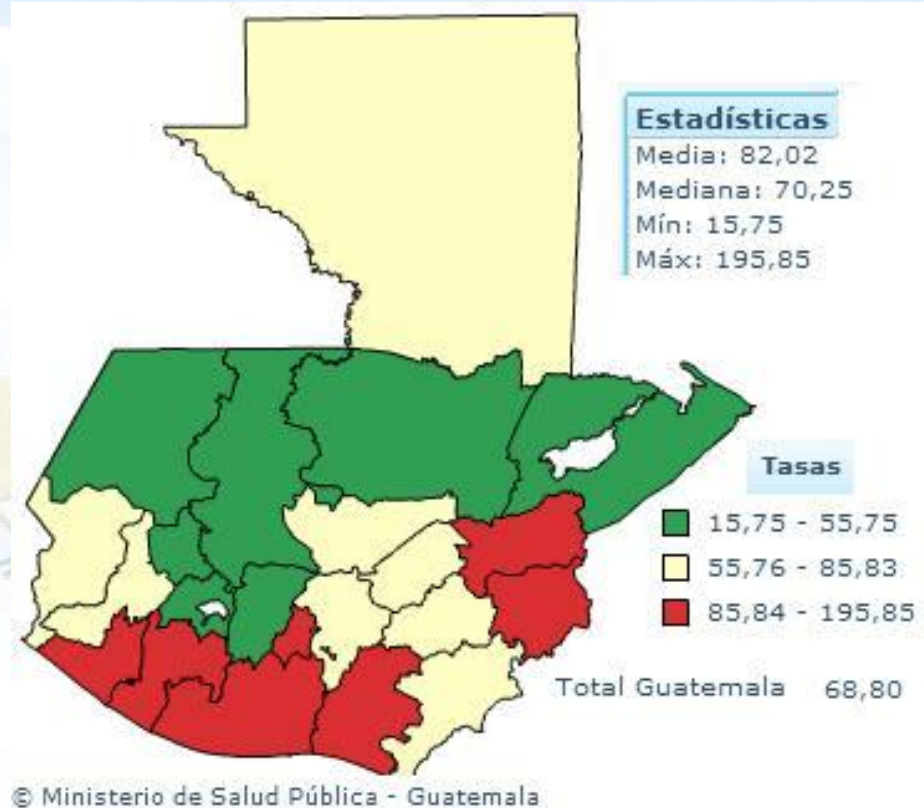 Estadísticas
Media: 82,02
Mediana: 70,25
Mín: 15,75
Máx: 195,85
Tasas
15,75 - 55,75
55,76 - 85,83
85,84 - 195,85
Total Guatemala 68,80
© Ministerio de Salud Pública - Guatemala